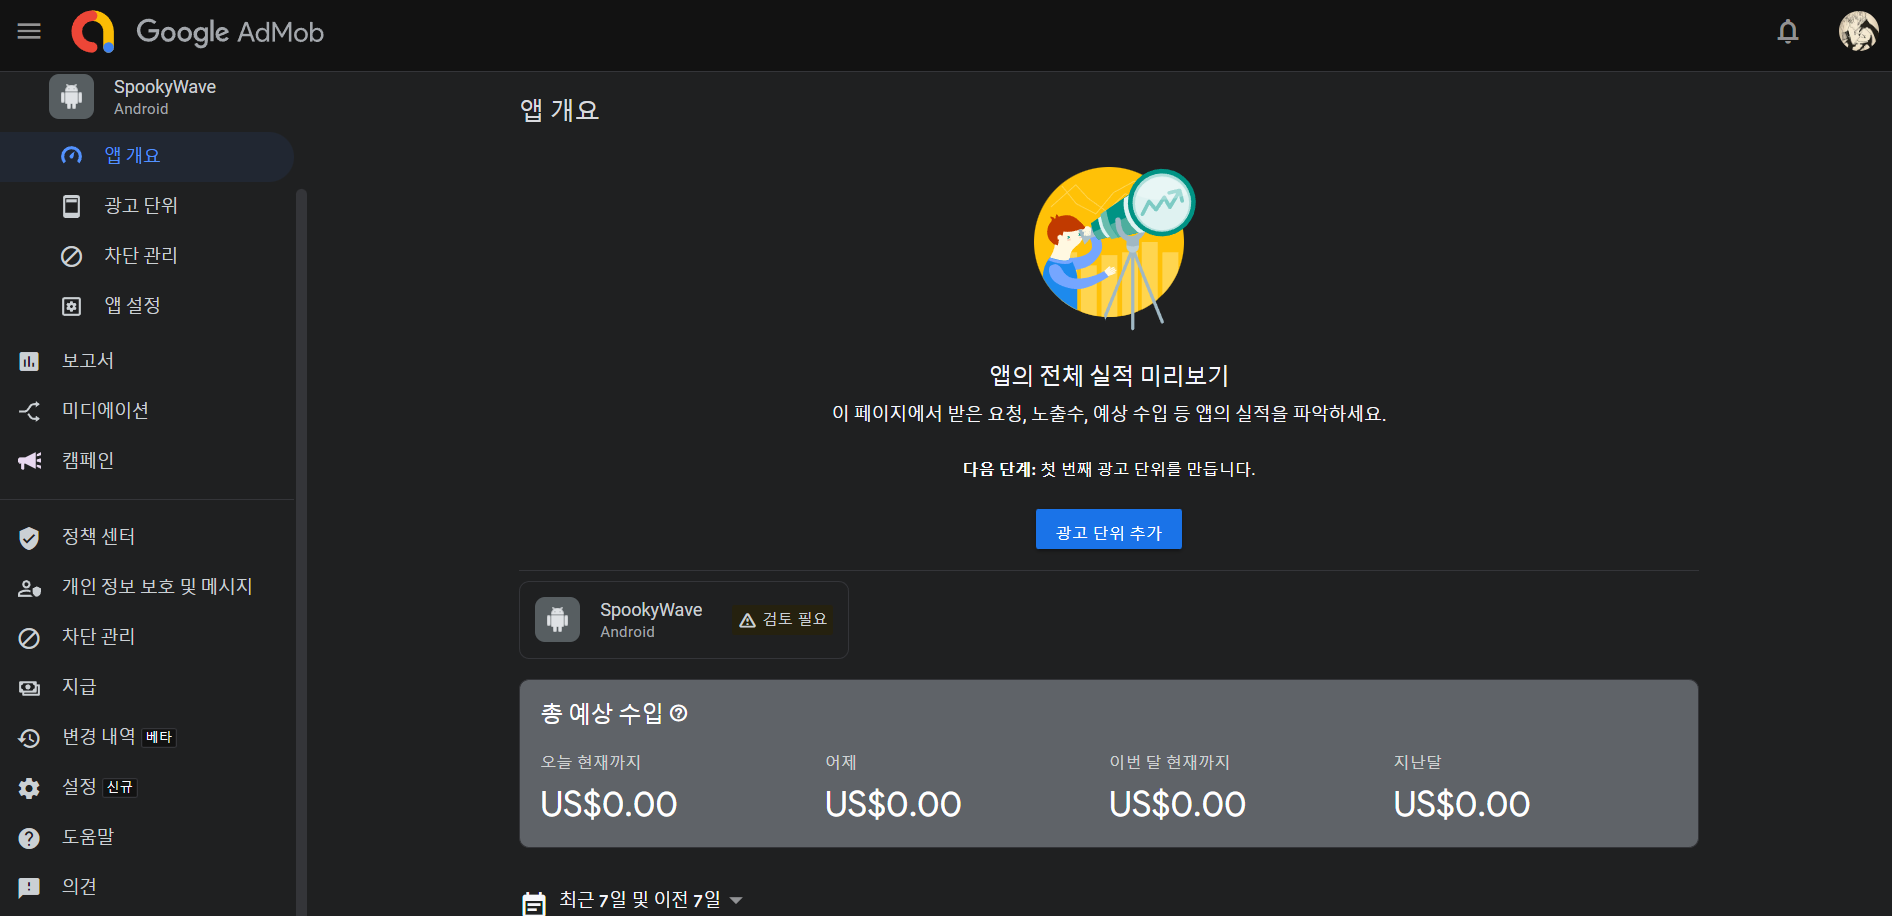 Google AdMob
SpookyWave
Android
앱 개요
광고 단위
차단 관리
앱 설정
보고서
미디에이션
캠페인
정책 센터
개인 정보 보호 및 메시지
차단 관리
지급
변경 내역 베타
설정 신규
도움말
의견
앱 개요
앱의 전체 실적 미리보기
이 페이지에서 받은 요청, 노출수, 예상 수입 등 앱의 실적을 파악하세요.
다음 단계: 첫 번째 광고 단위를 만듭니다.
광고 단위 추가
SpookyWave
Android
검토 필요
총 예상 수입
오늘 현재까지 어제 이번 달 현재까지 지난달
US$0.00 US$0.00 US$0.00 US$0.00
최근 7일 및 이전 7일